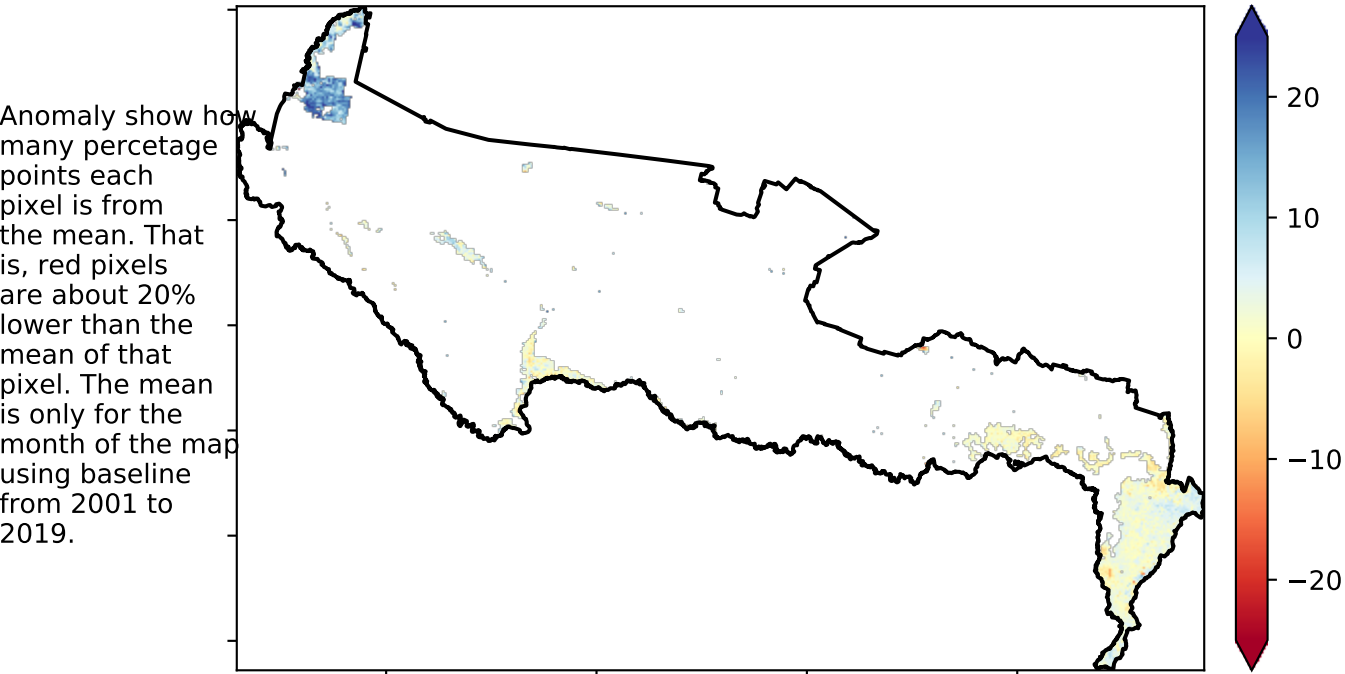 Anomaly show how
many percetage
points each
pixel is from
the mean. That
is, red pixels
are about 20%
lower than the
mean of that
pixel. The mean
is only for the
month of the map
using baseline
from 2001 to
2019.
20
10
0
−10
−20